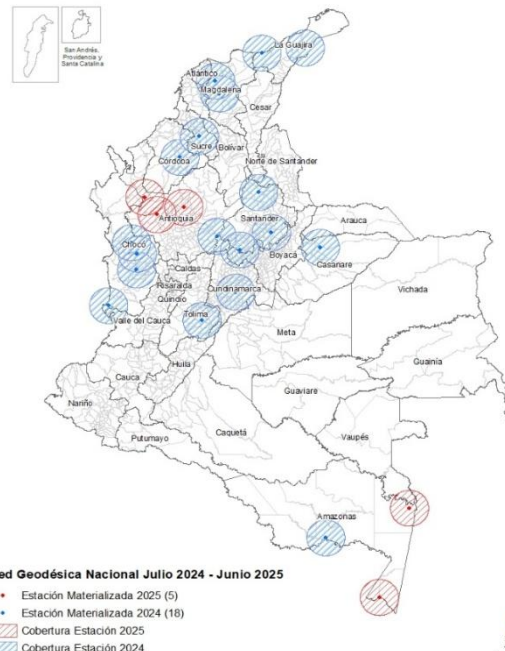 San Andrés,
Providencia y
Santa Catalina
La Guajira
Atlántico
Magdalena
Cesar
Sucre
Bolívar
Córdoba
Norte de Santander
Antioquia
Santander
Arauca
Chocó
Boyacá
Casanare
Caldas
Risaralda
Cundinamarca
Vichada
Quindío
Valle del Cauca
Tolima
Meta
Huila
Guainía
Cauca
Guaviare
Nariño
Caquetá
Vaupés
Putumayo
Amazonas
ed Geodésica Nacional Julio 2024 - Junio 2025
Estación Materializada 2025 (5)
Estación Materializada 2024 (18)
Cobertura Estación 2025
Cobertura Estación 2024